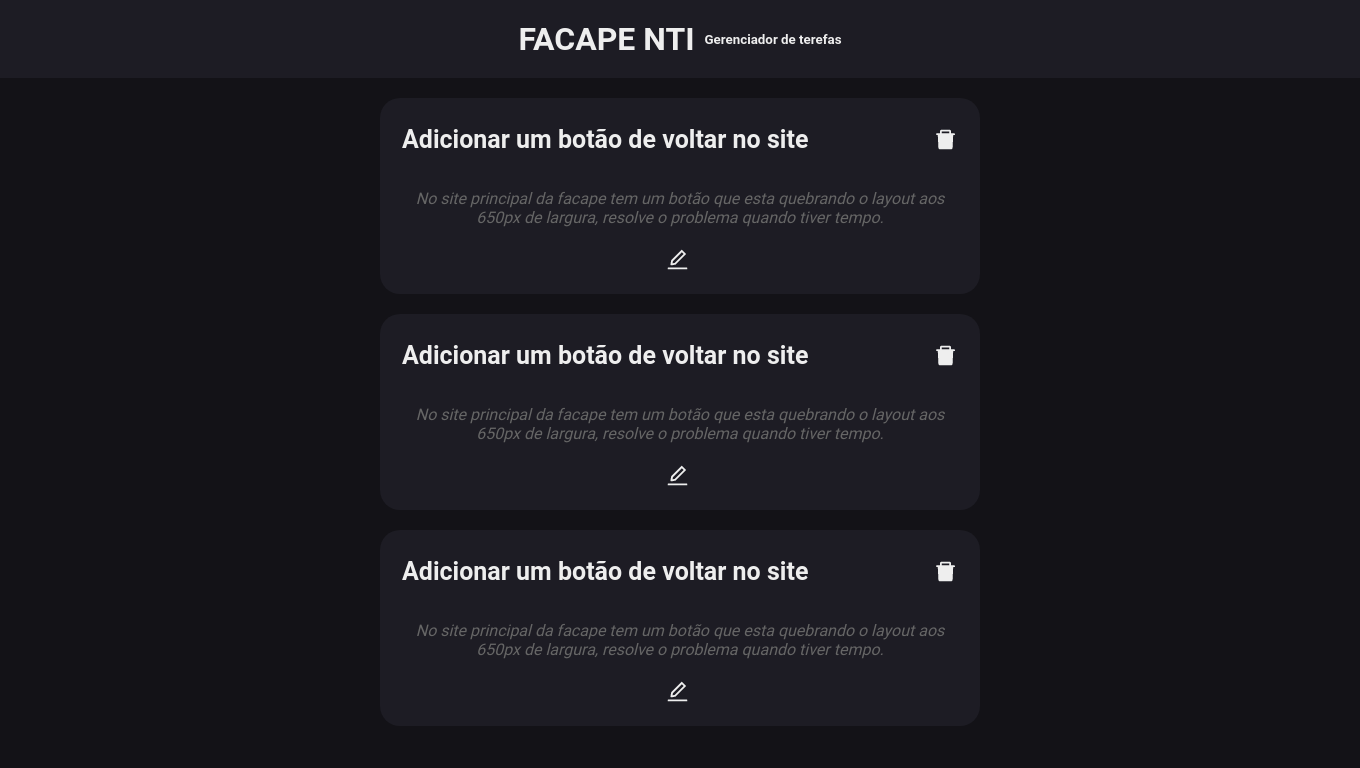 FACAPE NTI Gerenciador de terefas
Adicionar um botão de voltar no site
No site principal da facape tem um botão que esta quebrando o layout aos
650px de largura, resolve o problema quando tiver tempo.
Adicionar um botão de voltar no site
No site principal da facape tem um botão que esta quebrando o layout aos
650px de largura, resolve o problema quando tiver tempo.
Adicionar um botão de voltar no site
No site principal da facape tem um botão que esta quebrando o layout aos
650px de largura, resolve o problema quando tiver tempo.